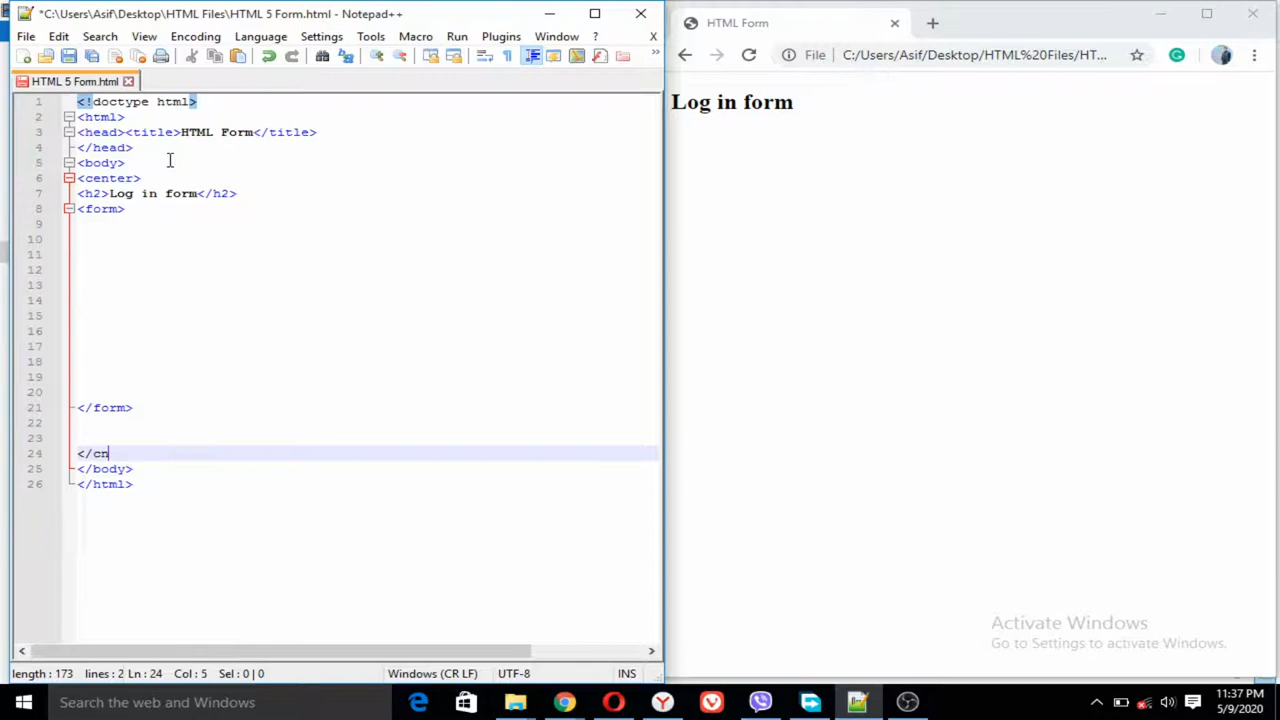 *C:\Users\Asif\Desktop\HTML Files\HTML 5 Form.html - Notepad++
File Edit Search View Encoding Language Settings Tools Macro Run Plugins Window ? X
HTML 5 Form.html
1 <!doctype html>
2 <html>
3 <head><title>HTML Form</title>
4 </head>
5 <body>
6 <center>
7 <h2>Log in form</h2>
8 <form>
9
10
11
12
13
14
15
16
17
18
19
20
21 </form>
22
23
24 </cn
25 </body>
26 </html>
length : 173 lines : 2 Ln : 24 Col : 5 Sel : 0 | 0 Windows (CR LF) UTF-8 INS
HTML Form
File C:/Users/Asif/Desktop/HTML%20Files/HT...
Log in form
Activate Windows
Go to Settings to activate Windows.
Search the web and Windows
11:37 PM
5/9/2020